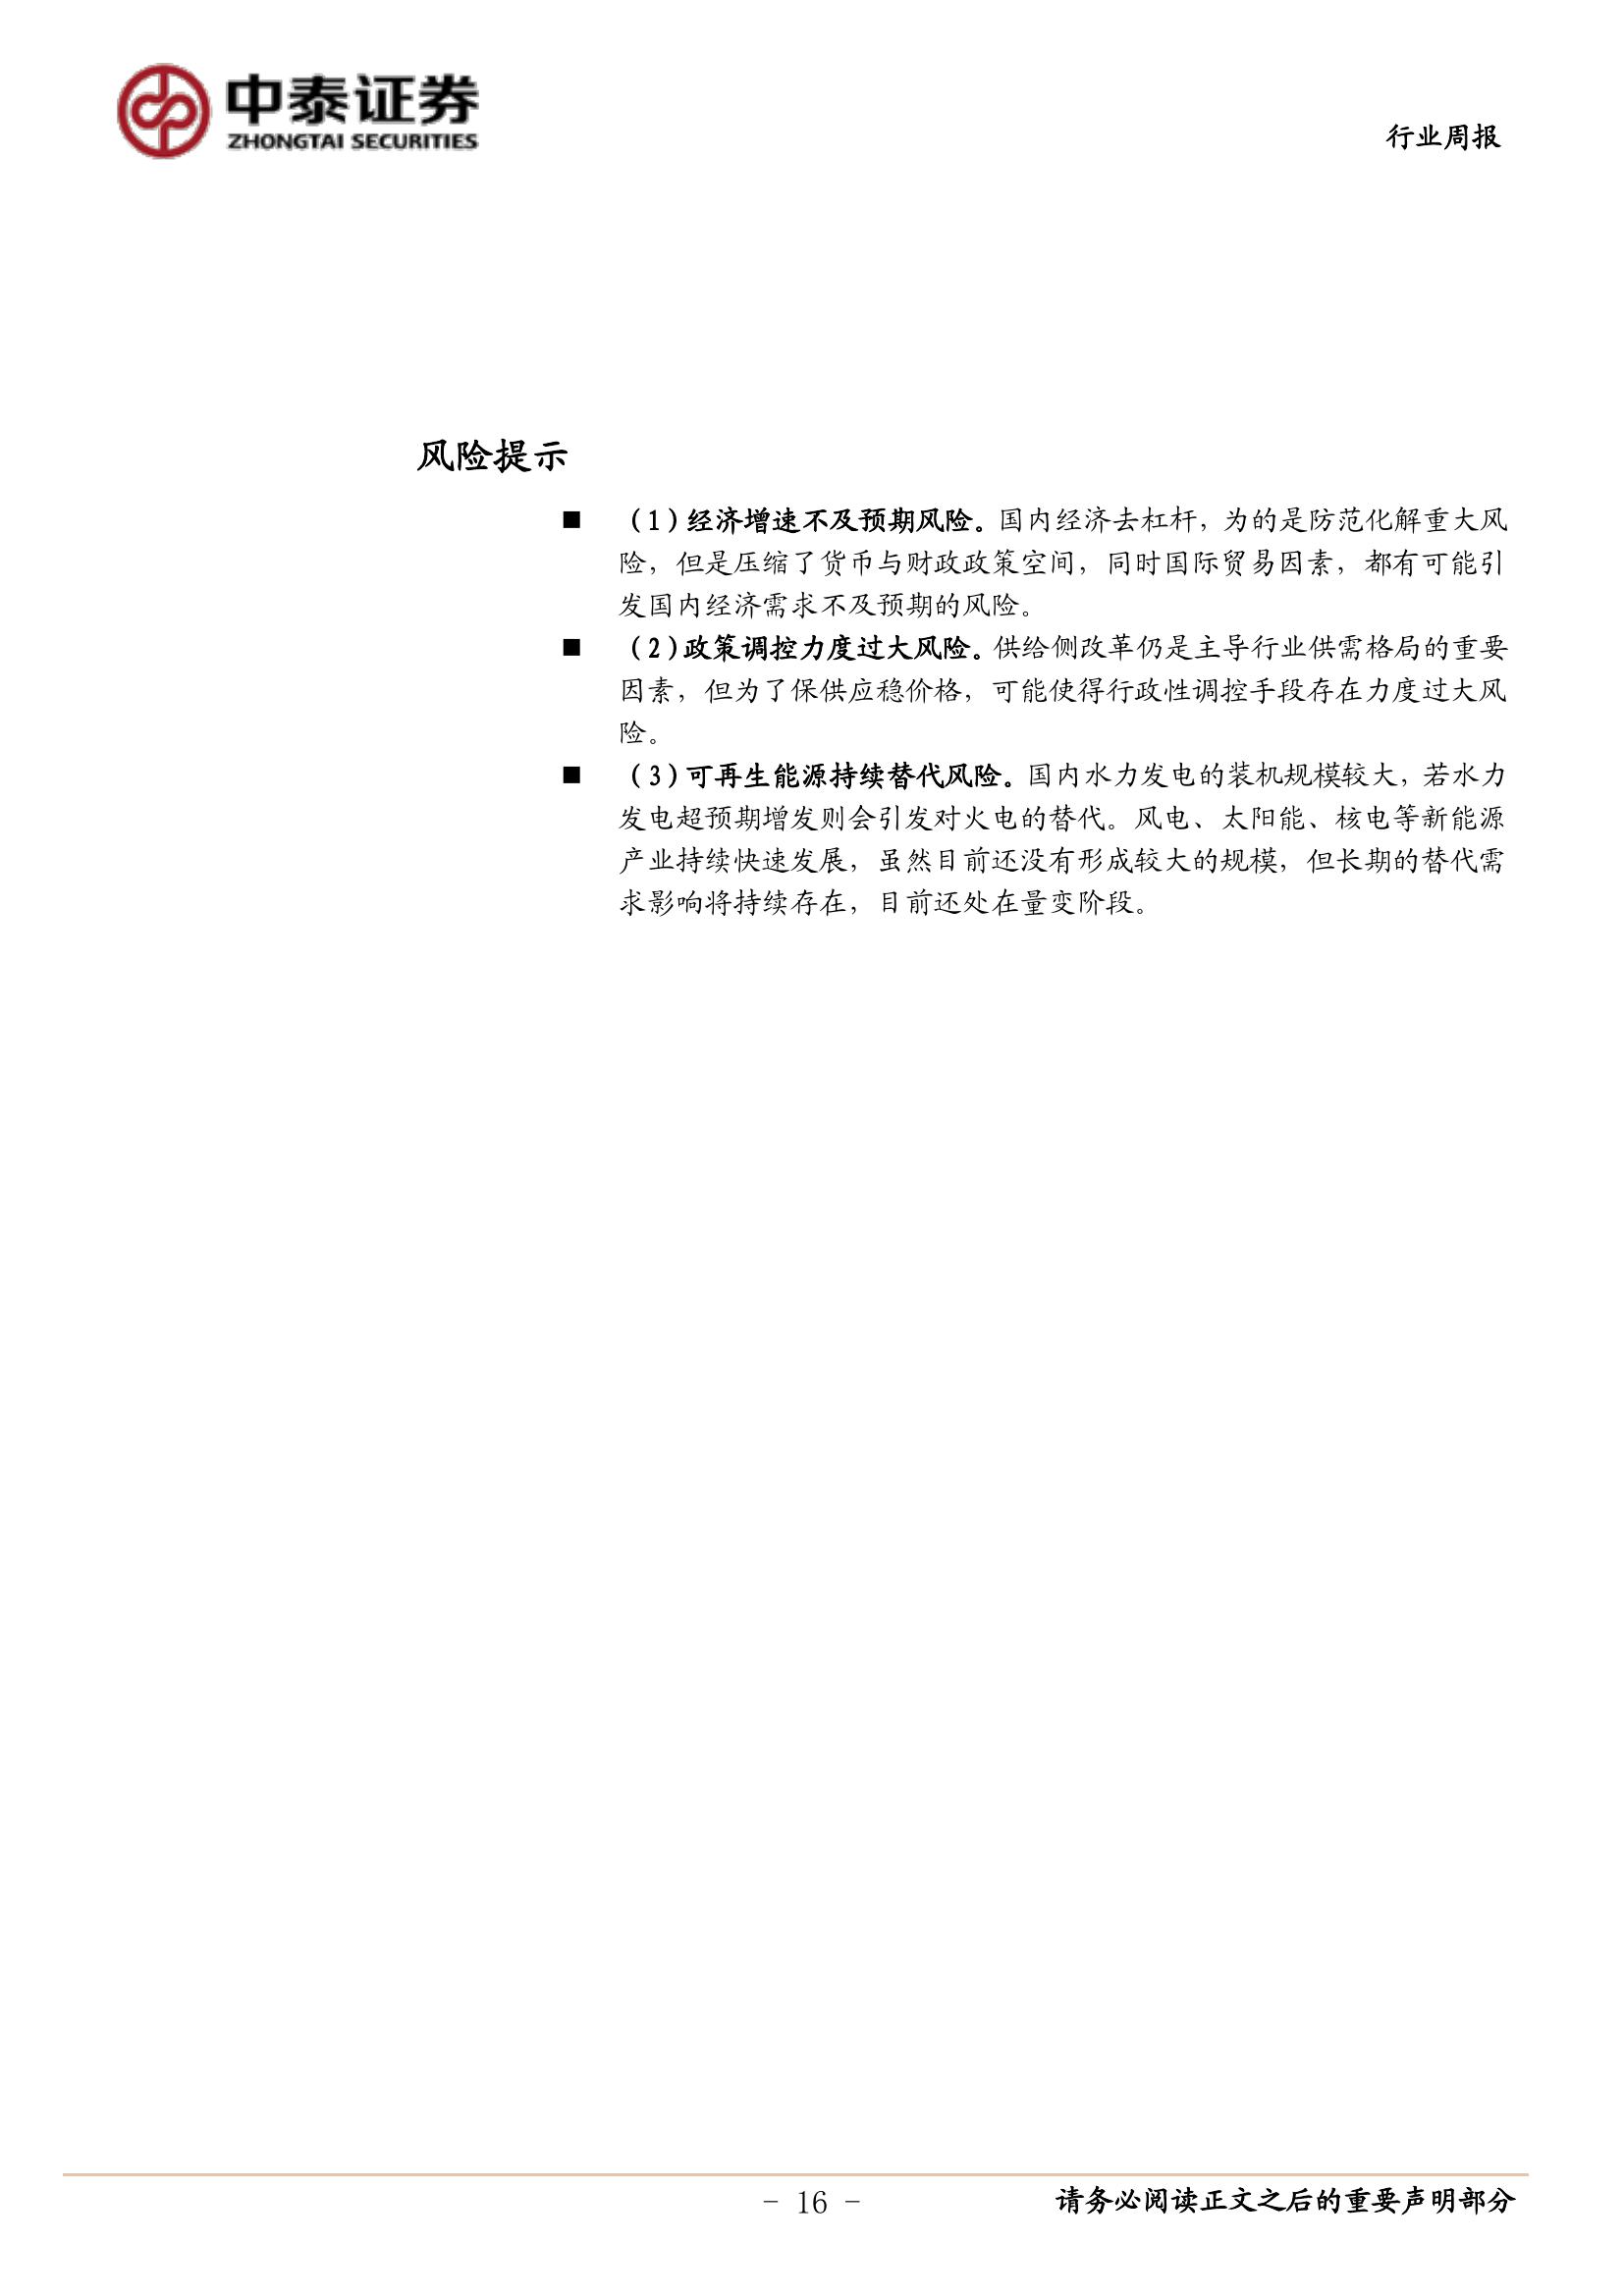 中泰证券
ZHONGTAI SECURITIES
行业周报
风险提示
■ （1）经济增速不及预期风险。国内经济去杠杆，为的是防范化解重大风
险，但是压缩了货币与财政政策空间，同时国际贸易因素，都有可能引
发国内经济需求不及预期的风险。
■ （2）政策调控力度过大风险。供给侧改革仍是主导行业供需格局的重要
因素，但为了保供应稳价格，可能使得行政性调控手段存在力度过大风
险。
■ （3）可再生能源持续替代风险。国内水力发电的装机规模较大，若水力
发电超预期增发则会引发对火电的替代。风电、太阳能、核电等新能源
产业持续快速发展，虽然目前还没有形成较大的规模，但长期的替代需
求影响将持续存在，目前还处在量变阶段。
- 16 -
请务必阅读正文之后的重要声明部分